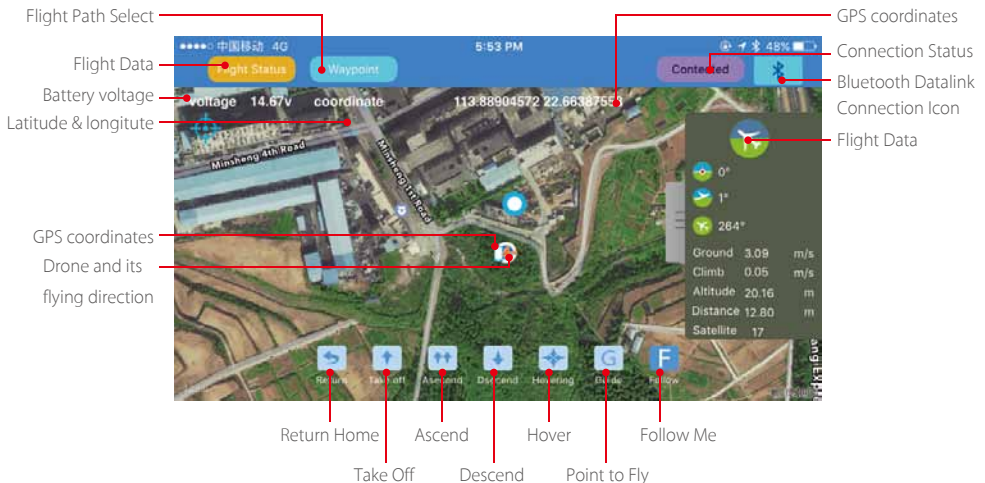 Flight Path Select
GPS coordinates
中国移动 4G
5:53 PM
48%
Flight Data
Flight Status
Waypoint
Contected
Connection Status
Bluetooth Datalink
Connection Icon
Battery voltage
Voltage 14.67v coordinate 113.88904572 22.66387558
Latitude & longitute
Flight Data
Minsheng 4th Road
Minsheng 1st Road
0°
1°
264°
GPS coordinates
Drone and its
flying direction
Ground 3.09 m/s
Climb 0.05 m/s
Altitude 20.16 m
Distance 12.80 m
Satellite 17
Return
Take off
Asecend
Dsecend
Hovering
G
Guide
F
Follow
Return Home
Ascend
Hover
Follow Me
Take Off
Descend
Point to Fly